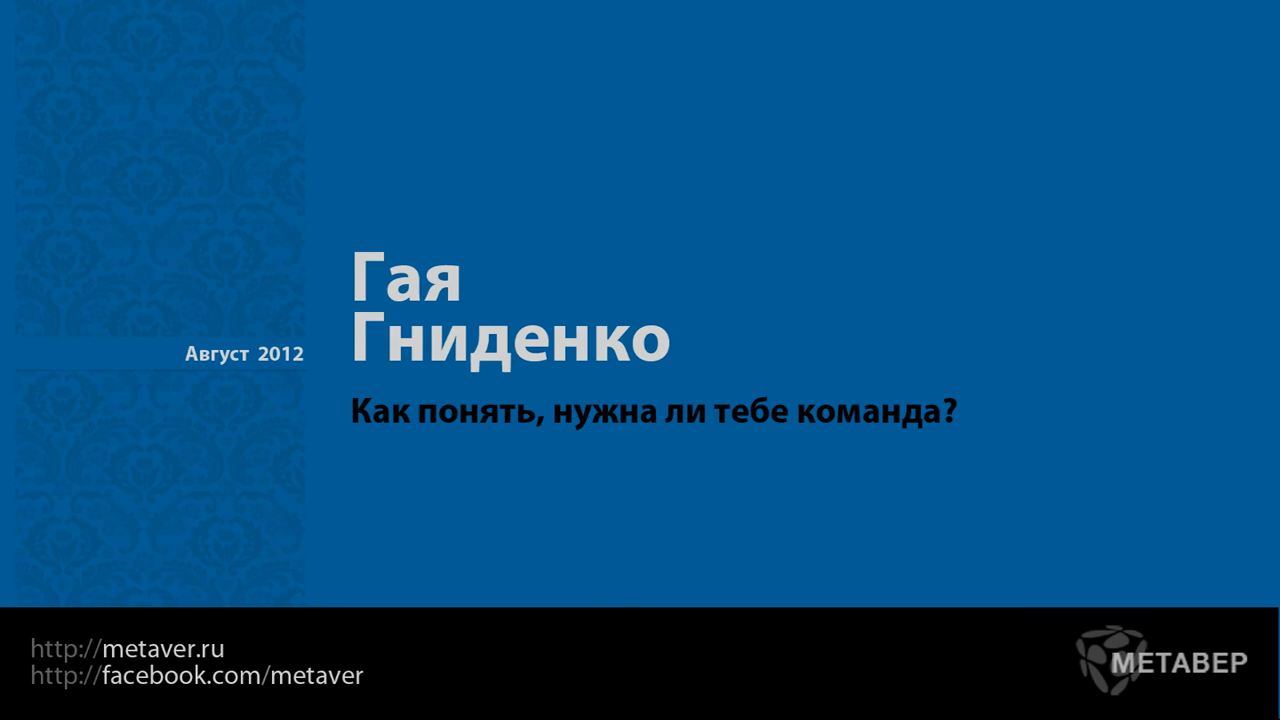 Гая
Гниденко
Август 2012
Как понять, нужна ли тебе команда?
http://metaver.ru
http://facebook.com/metaver
МЕТАВЕР